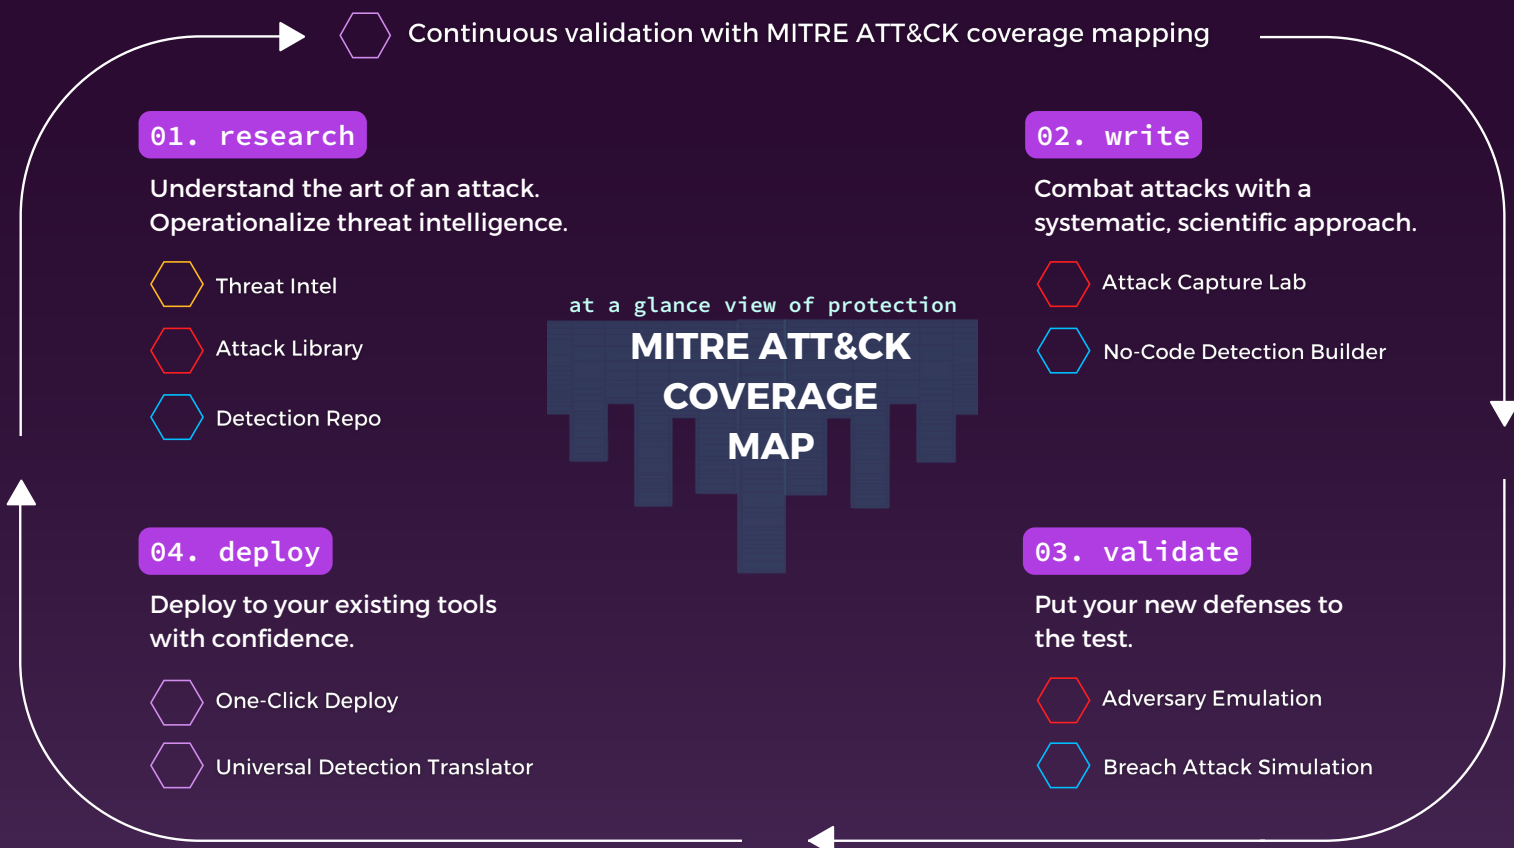 Continuous validation with MITRE ATT&CK coverage mapping
01. research
Understand the art of an attack.
Operationalize threat intelligence.
Threat Intel
Attack Library
Detection Repo
02. write
Combat attacks with a
systematic, scientific approach.
Attack Capture Lab
No-Code Detection Builder
at a glance view of protection
MITRE ATT&CK
COVERAGE
MAP
03. validate
Put your new defenses to
the test.
Adversary Emulation
Breach Attack Simulation
04. deploy
Deploy to your existing tools
with confidence.
One-Click Deploy
Universal Detection Translator